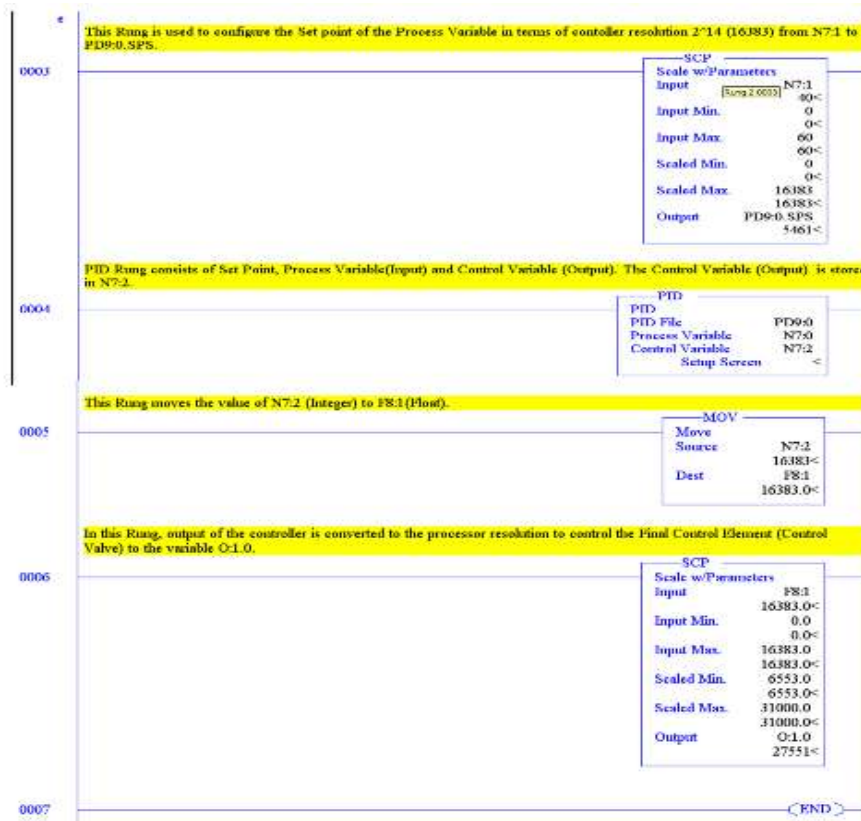 e
This Rung is used to configure the Set point of the Process Variable in terms of contoller resolution 2^14 (16383) from N7:1 to
PD9:0.SPS.
0003
SCP
Scale w/Parameters
Input N7:1
Rung 2:0003
40<
Input Min. 0
0<
Input Max. 60
60<
Scaled Min. 0
0<
Scaled Max. 16383
16383<
Output PD9:0.SPS
5461<
PID Rung consists of Set Point, Process Variable(Input) and Control Variable (Output). The Control Variable (Output) is store
in N7:2.
0004
PID
PID
PID File PD9:0
Process Variable N7:0
Control Variable N7:2
Setup Screen <
This Rung moves the value of N7:2 (Integer) to F8:1(Float).
0005
MOV
Move
Source N7:2
16383<
Dest F8:1
16383.0<
In this Rung, output of the controller is converted to the processor resolution to control the Final Control Element (Control
Valve) to the variable O:1.0.
0006
SCP
Scale w/Parameters
Input F8:1
16383.0<
Input Min. 0.0
0.0<
Input Max. 16383.0
16383.0<
Scaled Min. 6553.0
6553.0<
Scaled Max. 31000.0
31000.0<
Output O:1.0
27551<
0007
END